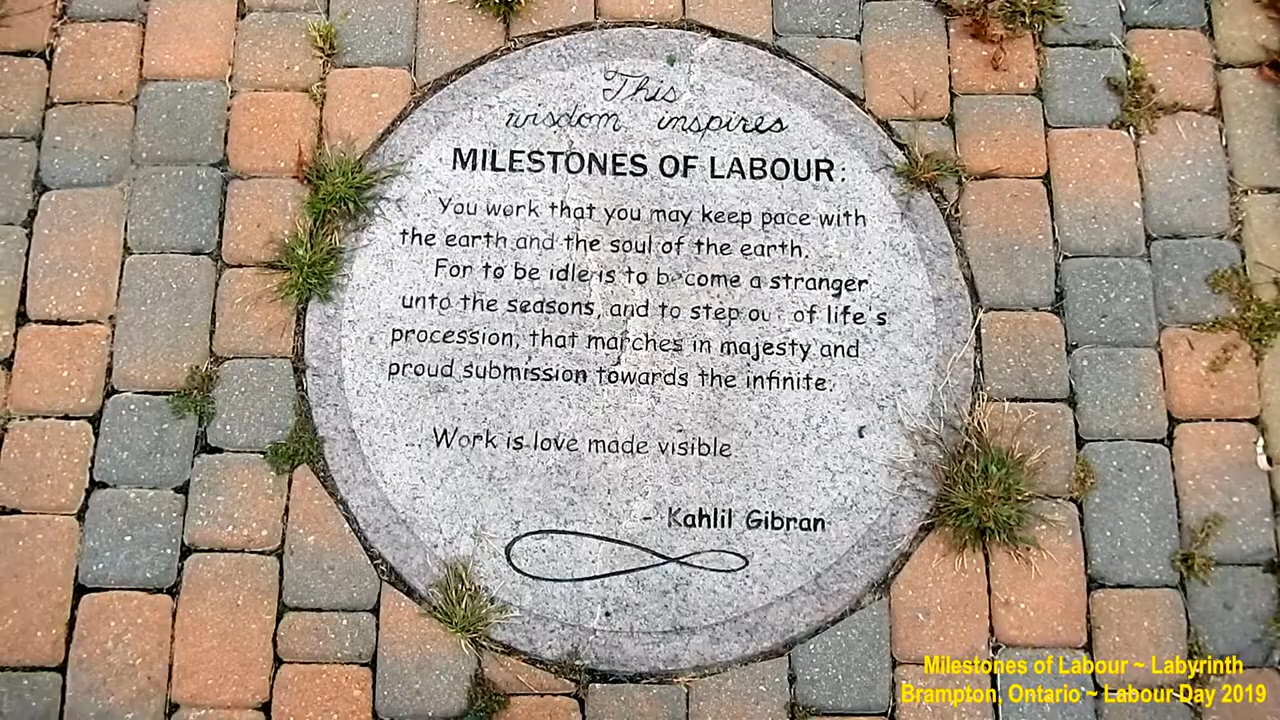 This
wisdom inspires
MILESTONES OF LABOUR:
You work that you may keep pace with
the earth and the soul of the earth.
For to be idle is to become a stranger
unto the seasons, and to step out of life's
procession, that marches in majesty and
proud submission towards the infinite.
... Work is love made visible
- Kahlil Gibran
Milestones of Labour ~ Labyrinth
Brampton, Ontario ~ Labour Day 2019